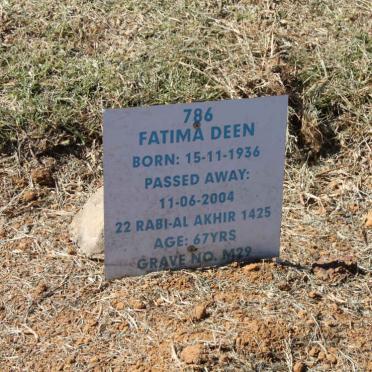 786
FATIMA DEEN
BORN: 15-11-1936
PASSED AWAY:
11-06-2004
22 RABI-AL AKHIR 1425
AGE: 67YRS
GRAVE NO. M29